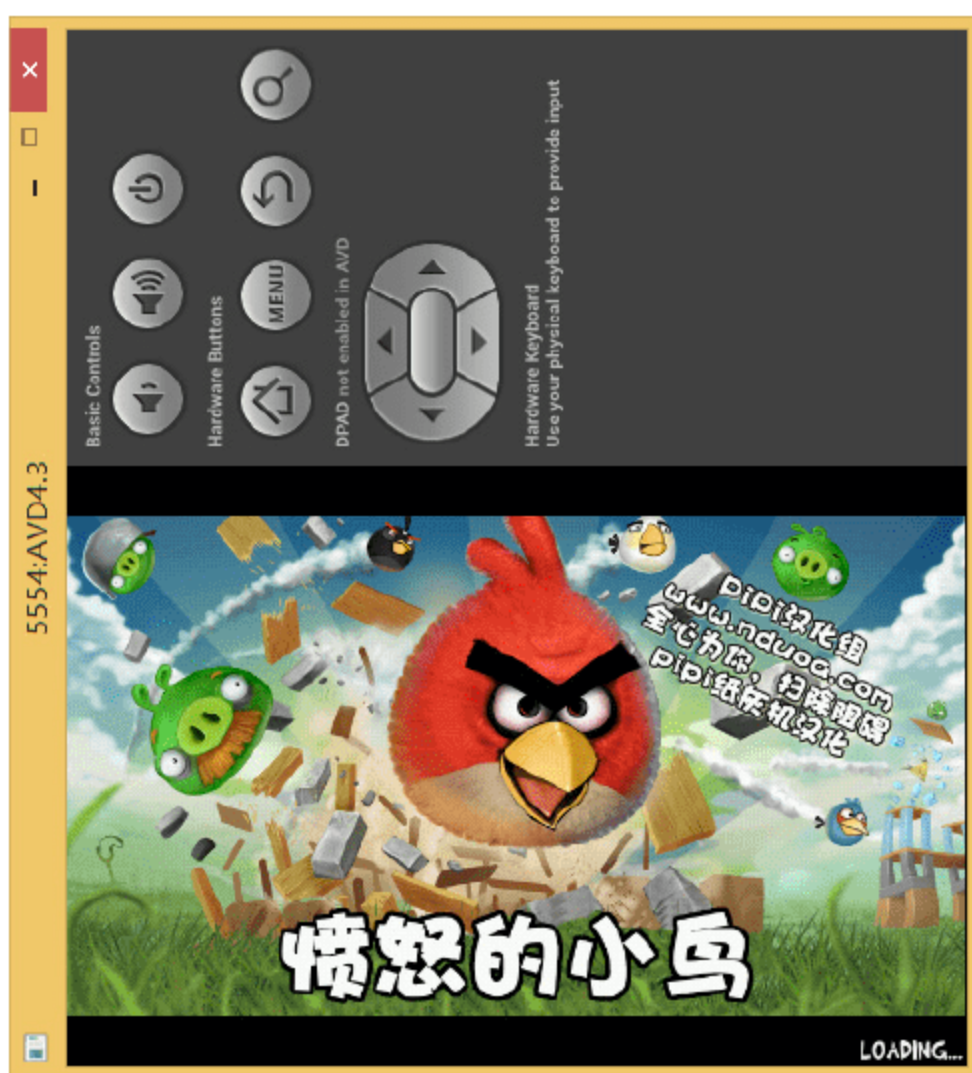 5554:AVD4.3
Basic Controls
Hardware Buttons
MENU
DPAD not enabled in AVD
Hardware Keyboard
Use your physical keyboard to provide input
pipi汉化组
www.nduoa.com
全心为你，扫除阻碍
pipi纸飞机汉化
愤怒的小鸟
LOADING...